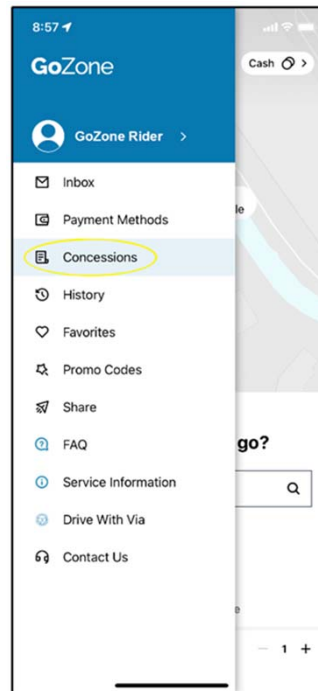 8:57
GoZone
Cash
GoZone Rider
Inbox
Payment Methods
Concessions
History
Favorites
Promo Codes
Share
FAQ
Service Information
Drive With Via
Contact Us
le
go?
e
1